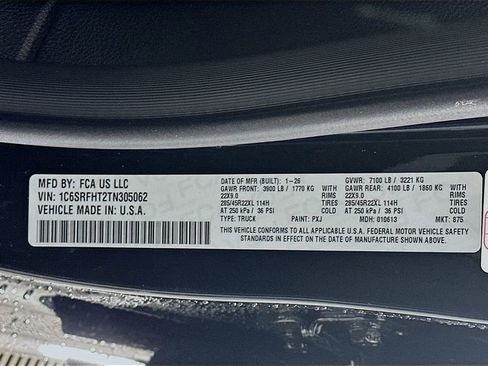 MFD BY: FCA US LLC
VIN: 1C6SRFHT2TN305062
VEHICLE MADE IN U.S.A.
DATE OF MFR (BUILT): 1-26 GVWR: 7100 LB / 3221 KG
GAWR FRONT: 3900 LB / 1770 KG WITH GAWR REAR: 4100 LB / 1860 KG WITH
22X9.0 RIMS 22X9.0 RIMS
285/45R22XL 114H TIRES 285/45R22XL 114H TIRES
AT 250 kPa / 36 PSI COLD AT 250 kPa / 36 PSI COLD
TYPE: TRUCK PAINT: PXJ MDH: 010613 MKT: 875
THIS VEHICLE CONFORMS TO ALL APPLICABLE U.S.A. FEDERAL MOTOR VEHICLE SAFETY
STANDARDS IN EFFECT ON THE DATE OF MANUFACTURE SHOWN ABOVE.